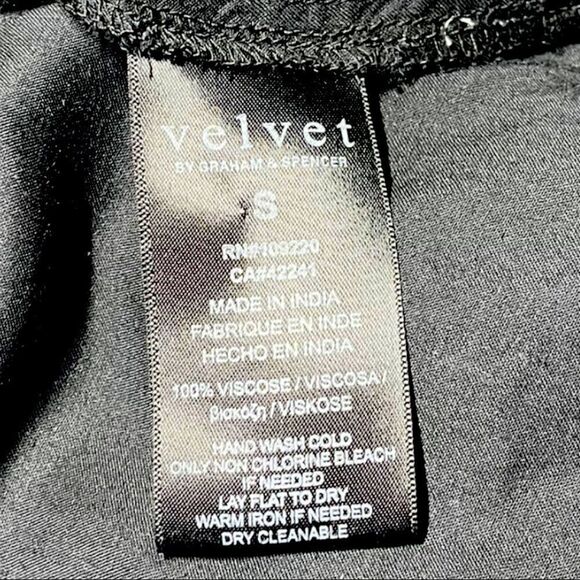 velvet
BY GRAHAM & SPENCER
S
RN#109220
CA#42241
MADE IN INDIA
FABRIQUE EN INDE
HECHO EN INDIA
100% VISCOSE / VISCOSA /
βισκόζη / VISKOSE
HAND WASH COLD
ONLY NON CHLORINE BLEACH
IF NEEDED
LAY FLAT TO DRY
WARM IRON IF NEEDED
DRY CLEANABLE